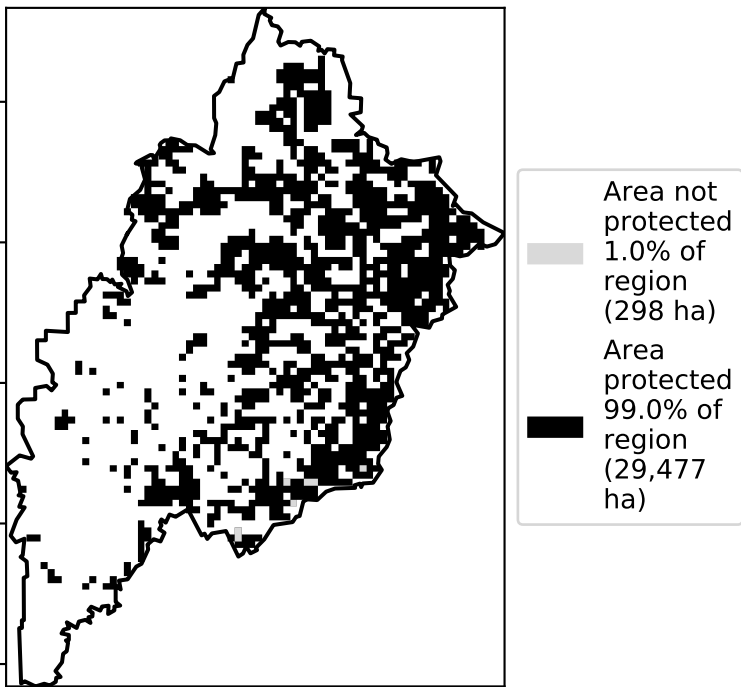 Area not
protected
1.0% of
region
(298 ha)
Area
protected
99.0% of
region
(29,477
ha)